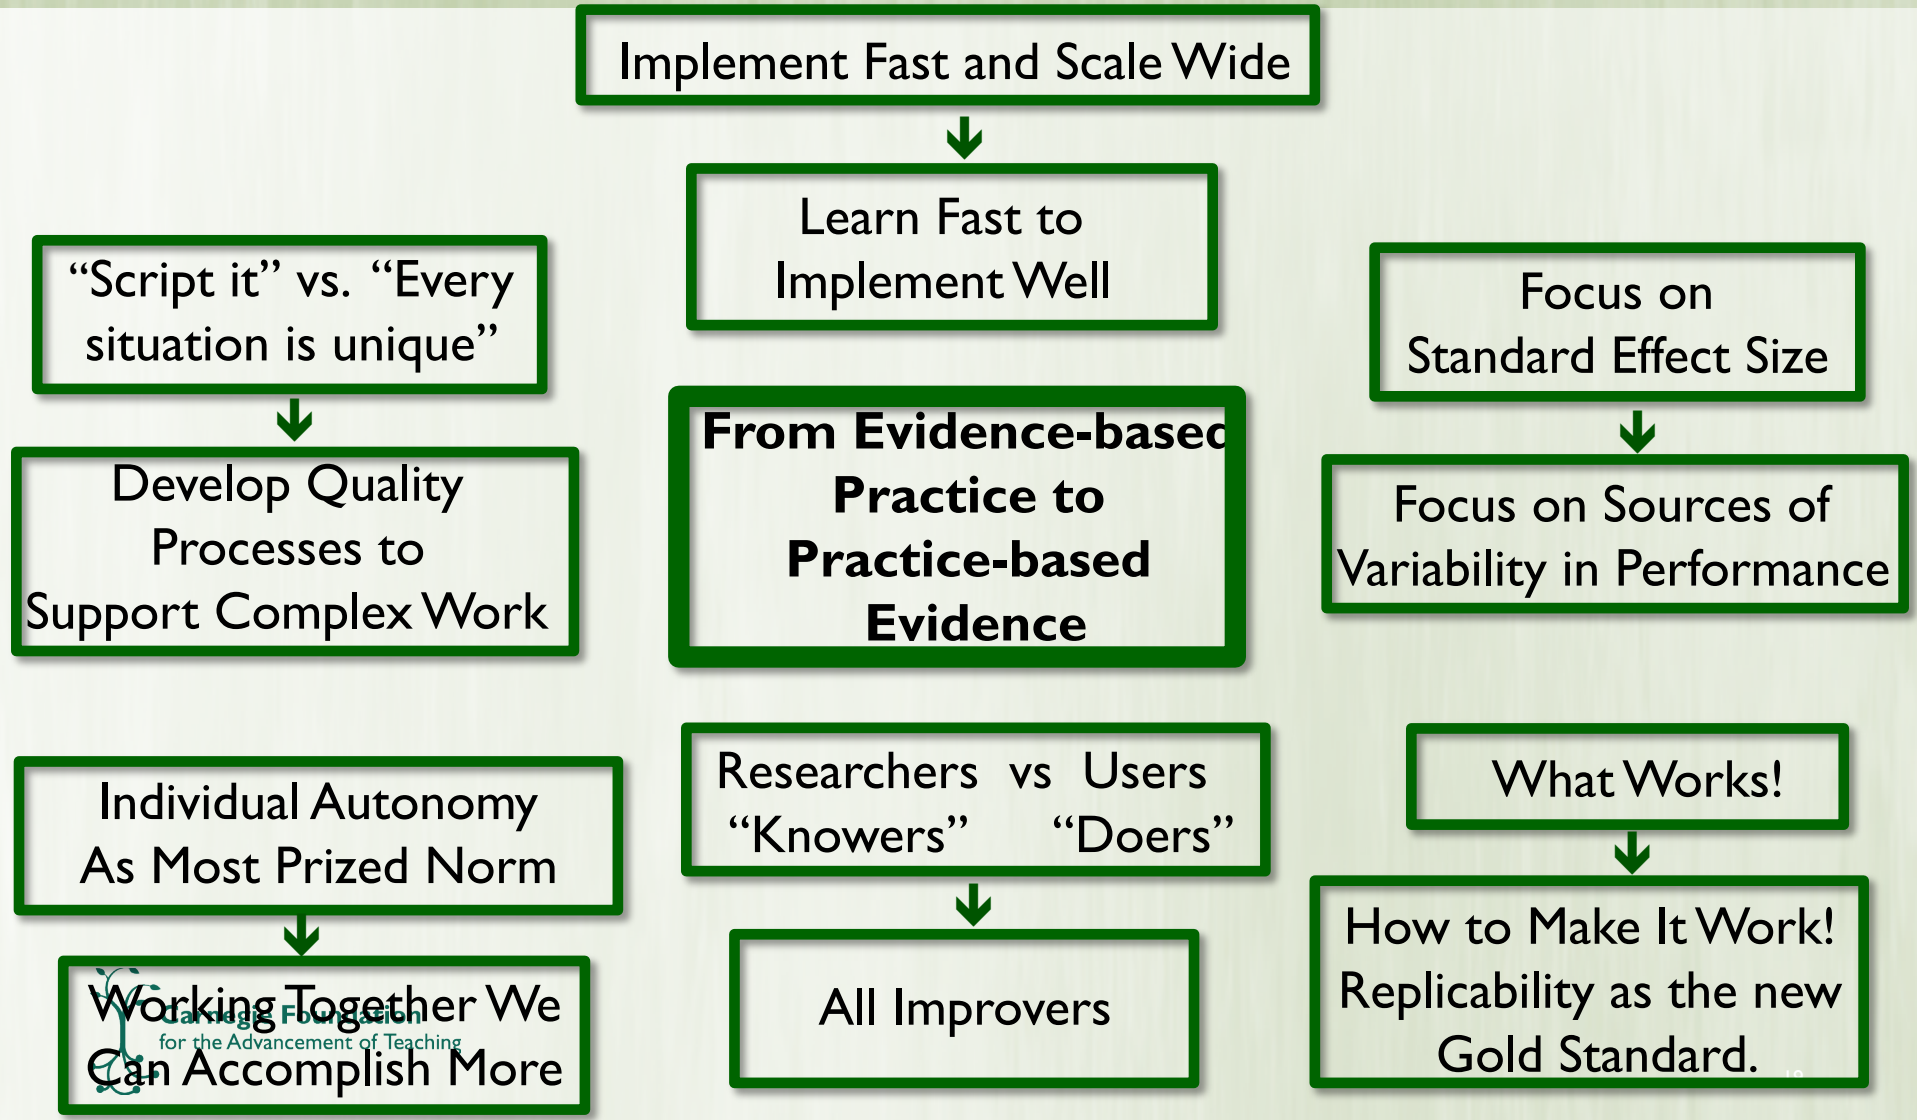 Implement Fast and Scale Wide
Learn Fast to
Implement Well
“Script it” vs. “Every
situation is unique”
Develop Quality
Processes to
Support Complex Work
From Evidence-based
Practice to
Practice-based
Evidence
Focus on
Standard Effect Size
Focus on Sources of
Variability in Performance
Individual Autonomy
As Most Prized Norm
Working Together We
Can Accomplish More
Carnegie Foundation
for the Advancement of Teaching
Researchers vs Users
“Knowers” “Doers”
All Improvers
What Works!
How to Make It Work!
Replicability as the new
Gold Standard.